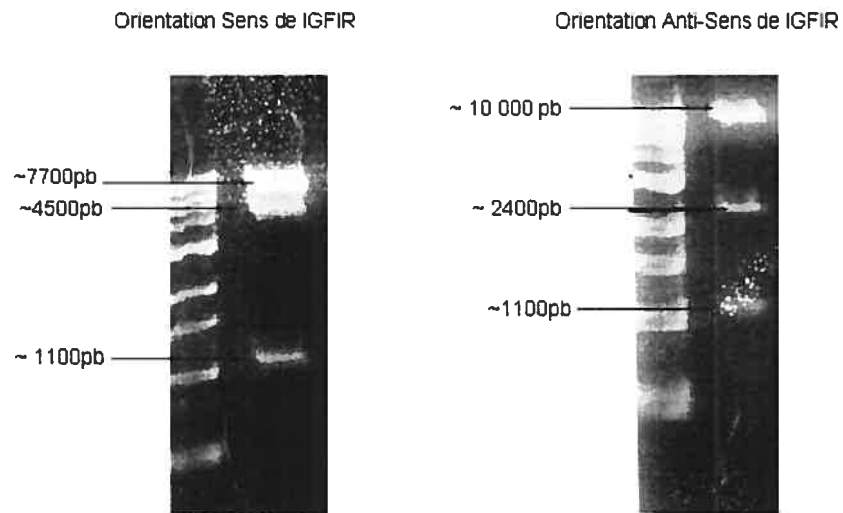 Orientation Sens de IGFIR
Orientation Anti-Sens de IGFIR
~7700pb
~4500pb
~ 1100pb
~ 10 000 pb
~ 2400pb
~1100pb